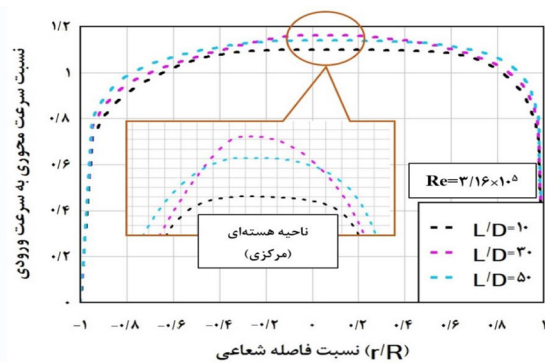 نسبت سرعت محوری به سرعت ورودی
۱/۲
۱
۰/۸
۰/۶
۰/۴
۰/۲
۰
ناحیه هسته‌ای
(مرکزی)
Re=۳/۱۶×۱۰⁵
L/D=۱۰
L/D=۳۰
L/D=۵۰
-۱ -۰/۸ -۰/۶ -۰/۴ -۰/۲ ۰ ۰/۲ ۰/۴ ۰/۶ ۰/۸ ۱
نسبت فاصله شعاعی (r/R)